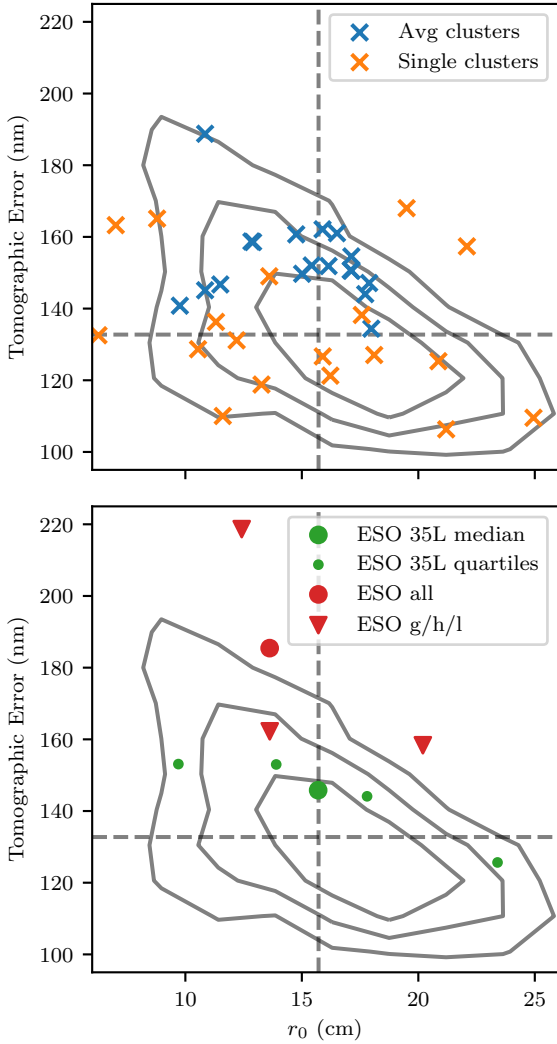 220
200
180
160
140
120
100
Tomographic Error (nm)
Avg clusters
Single clusters
220
200
180
160
140
120
100
Tomographic Error (nm)
ESO 35L median
ESO 35L quartiles
ESO all
ESO g/h/l
10
15
20
25
r₀ (cm)